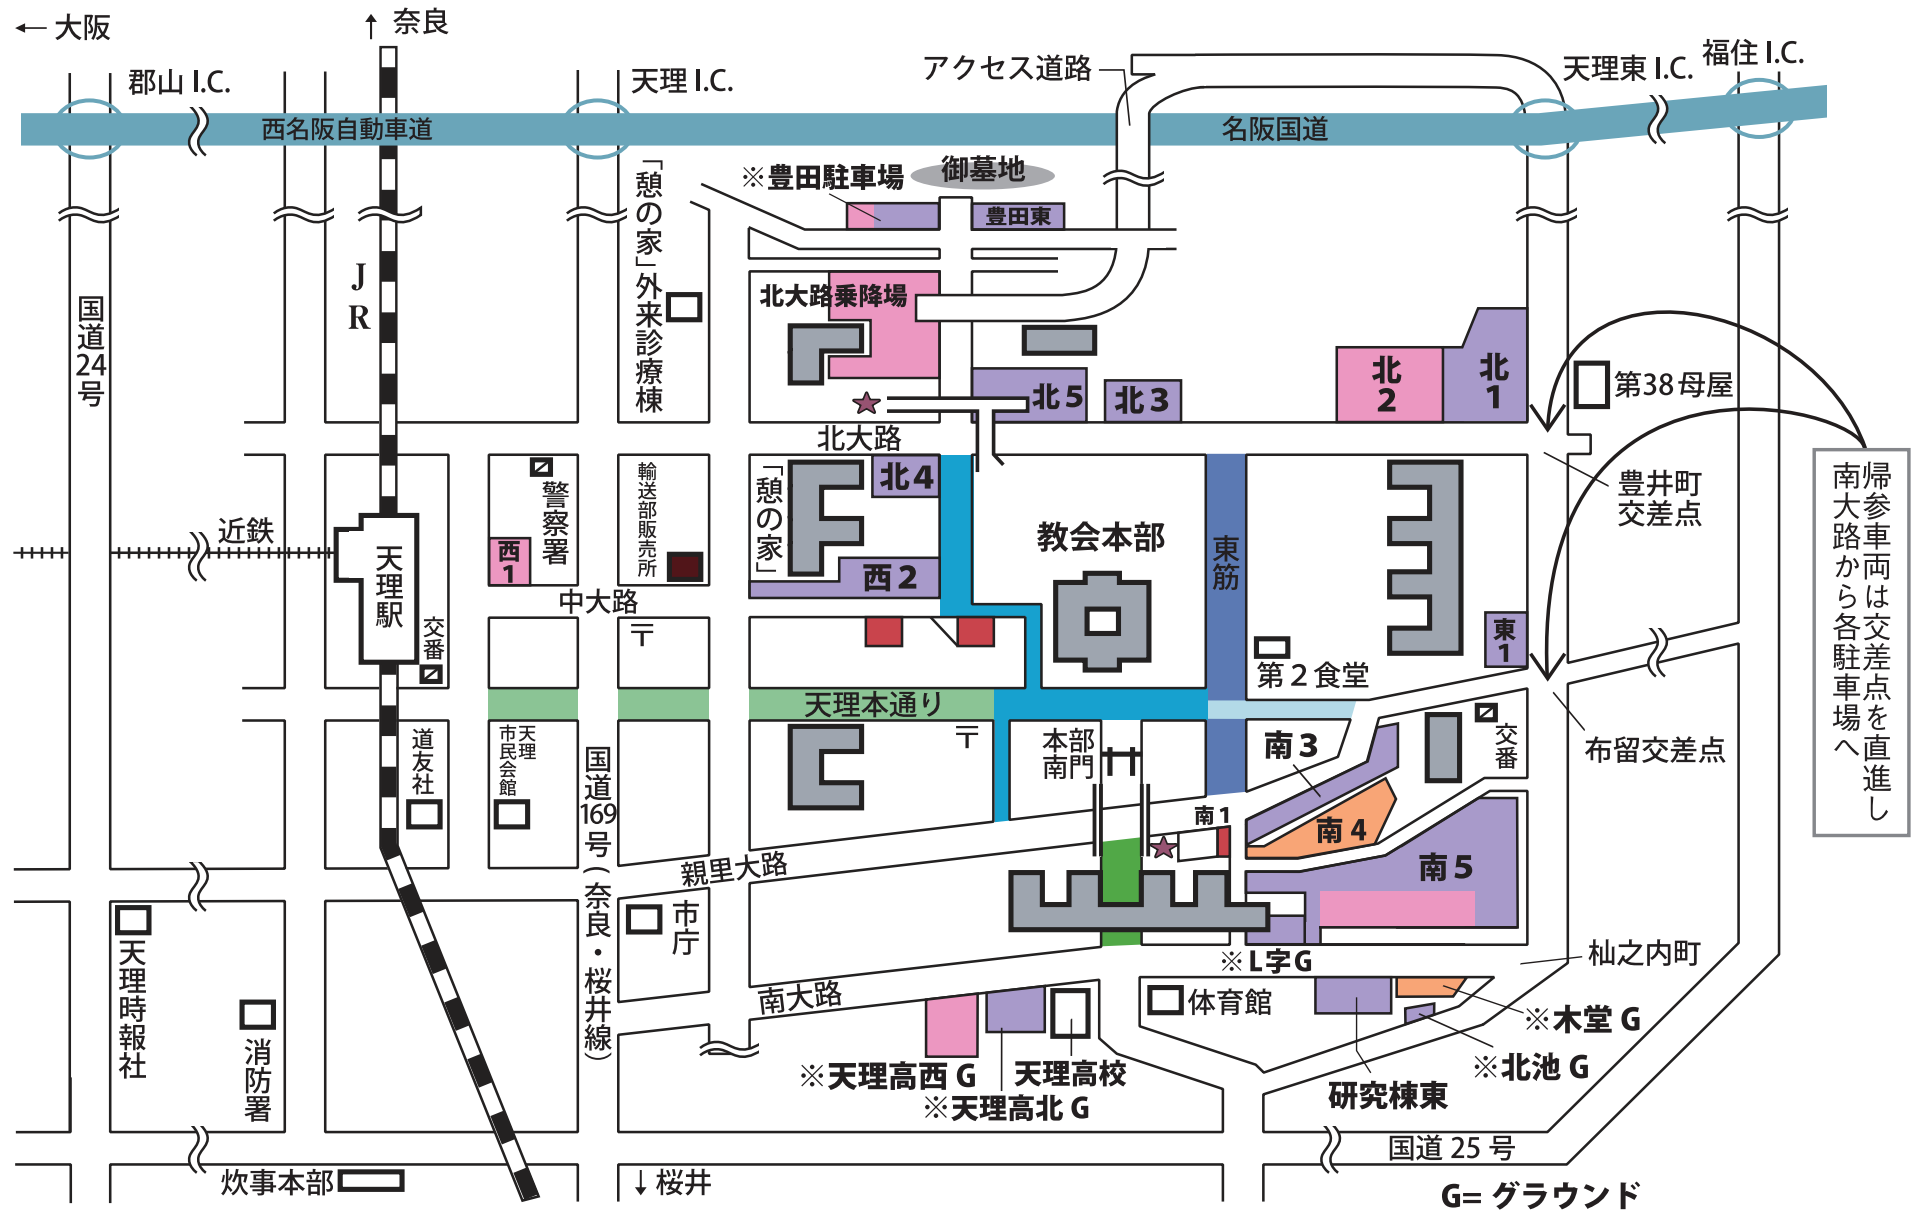 ← 大阪
↑ 奈良
郡山 I.C.
天理 I.C.
アクセス道路
天理東 I.C.
福住 I.C.
西名阪自動車道
名阪国道
「憩の家」外来診療棟
※豊田駐車場
御墓地
豊田東
国道24号
JR
北大路乗降場
北5
北3
北2
北1
第38母屋
北大路
豊井町
交差点
帰参車両は交差点を直進し
南大路から各駐車場へ
近鉄
天理駅
警察署
西1
輸送部販売所
「憩の家」
北4
西2
教会本部
東筋
東1
中大路
〒
交番
第2食堂
天理本通り
布留交差点
道友社
天理
市民会館
国道169号(奈良・桜井線)
〒
本部
南門
南3
交番
南4
南1
南5
親里大路
市庁
天理時報社
消防署
南大路
※L字G
杣之内町
体育館
※木堂 G
※北池 G
※天理高西 G
天理高校
※天理高北 G
研究棟東
国道 25 号
炊事本部
↓ 桜井
G= グラウンド